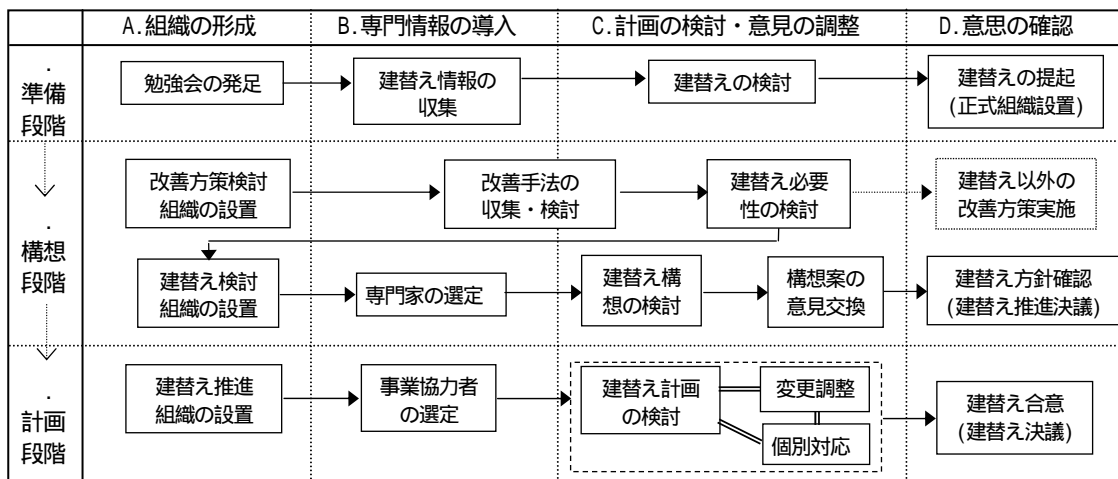 A.組織の形成
B.専門情報の導入
C.計画の検討・意見の調整
D.意思の確認
．
準備
段階
勉強会の発足
建替え情報の
収集
建替えの検討
建替えの提起
(正式組織設置)
．
構想
段階
改善方策検討
組織の設置
改善手法の
収集・検討
建替え必要
性の検討
建替え以外の
改善方策実施
建替え検討
組織の設置
専門家の選定
建替え構
想の検討
構想案の
意見交換
建替え方針確認
(建替え推進決議)
．
計画
段階
建替え推進
組織の設置
事業協力者
の選定
建替え計画
の検討
変更調整
個別対応
建替え合意
(建替え決議)